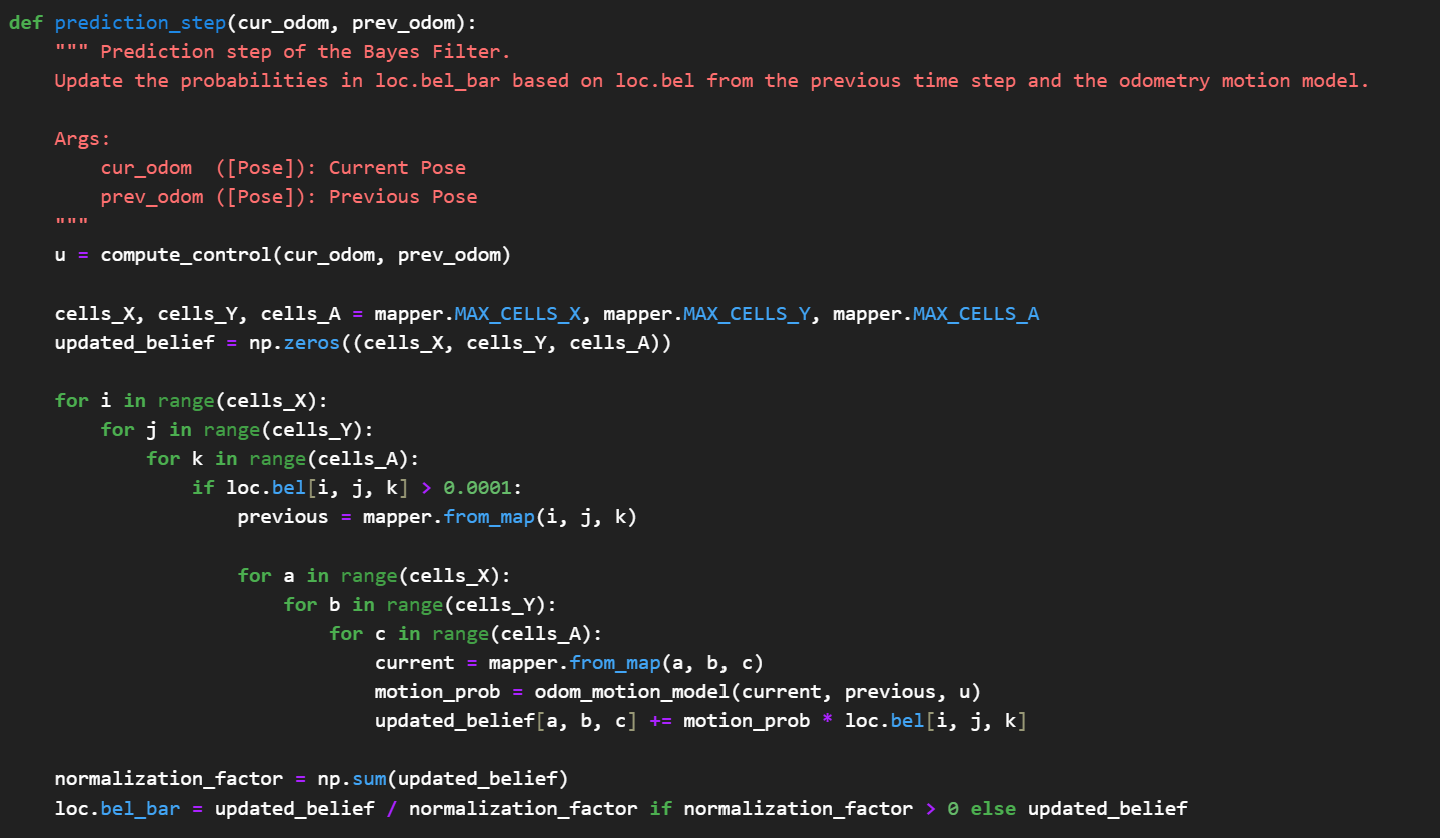 def prediction_step(cur_odom, prev_odom):
    """ Prediction step of the Bayes Filter.
    Update the probabilities in loc.bel_bar based on loc.bel from the previous time step and the odometry motion model.

    Args:
        cur_odom  ([Pose]): Current Pose
        prev_odom ([Pose]): Previous Pose
    """
    u = compute_control(cur_odom, prev_odom)

    cells_X, cells_Y, cells_A = mapper.MAX_CELLS_X, mapper.MAX_CELLS_Y, mapper.MAX_CELLS_A
    updated_belief = np.zeros((cells_X, cells_Y, cells_A))

    for i in range(cells_X):
        for j in range(cells_Y):
            for k in range(cells_A):
                if loc.bel[i, j, k] > 0.0001:
                    previous = mapper.from_map(i, j, k)

                    for a in range(cells_X):
                        for b in range(cells_Y):
                            for c in range(cells_A):
                                current = mapper.from_map(a, b, c)
                                motion_prob = odom_motion_model(current, previous, u)
                                updated_belief[a, b, c] += motion_prob * loc.bel[i, j, k]

    normalization_factor = np.sum(updated_belief)
    loc.bel_bar = updated_belief / normalization_factor if normalization_factor > 0 else updated_belief